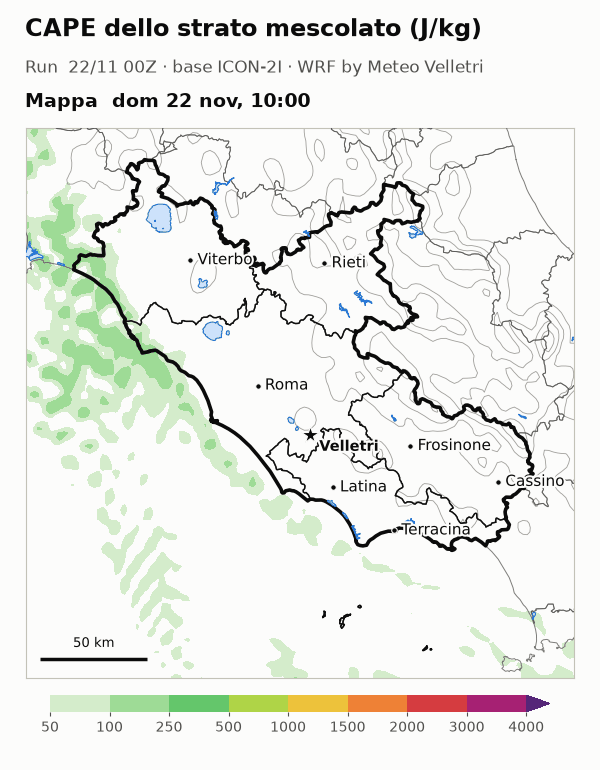 CAPE dello strato mescolato (J/kg)
Run  22/11 00Z · base ICON-2I · WRF by Meteo Velletri
Mappa  dom 22 nov, 10:00
Viterbo
Rieti
Roma
Velletri
Frosinone
Latina
Cassino
Terracina
50 km
50 100 250 500 1000 1500 2000 3000 4000